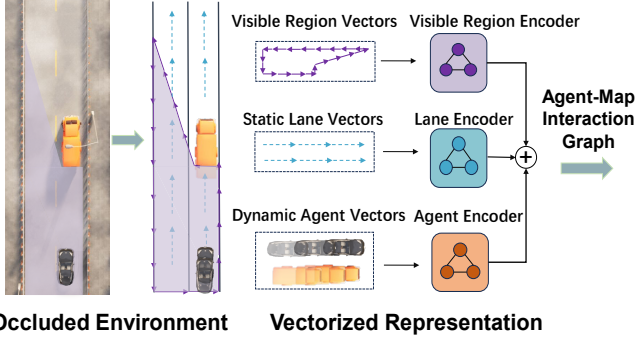 Visible Region Vectors Visible Region Encoder
Static Lane Vectors Lane Encoder
Dynamic Agent Vectors Agent Encoder
Agent-Map
Interaction
Graph
+
Occluded Environment Vectorized Representation